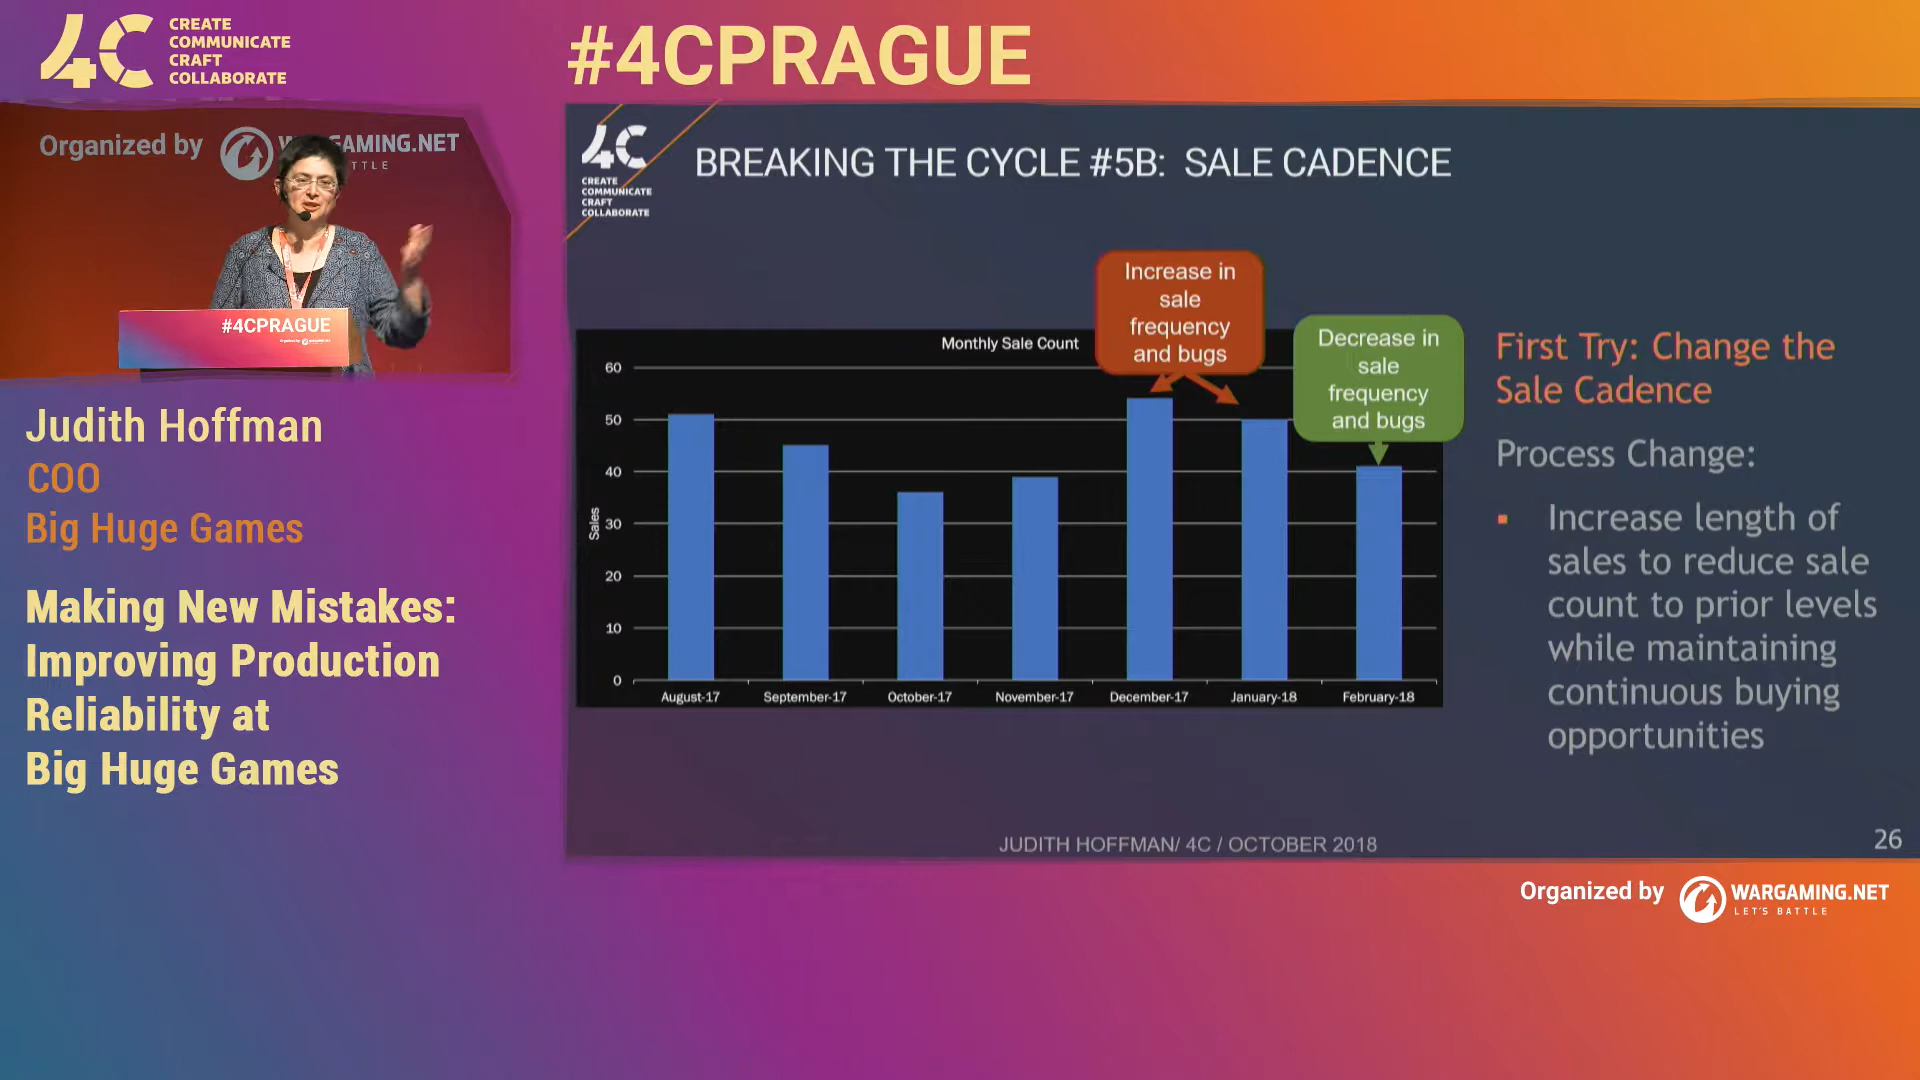 4C
CREATE
COMMUNICATE
CRAFT
COLLABORATE
#4CPRAGUE
Organized by
GAMING.NET
TTLE
#4CPRAGUE
Judith Hoffman
COO
Big Huge Games
Making New Mistakes:
Improving Production
Reliability at
Big Huge Games
4C
CREATE
COMMUNICATE
CRAFT
COLLABORATE
BREAKING THE CYCLE #5B: SALE CADENCE
Increase in
sale
frequency
and bugs
Decrease in
sale
frequency
and bugs
Monthly Sale Count
Sales
60
50
40
30
20
10
0
August-17
September-17
October-17
November-17
December-17
January-18
February-18
First Try: Change the
Sale Cadence
Process Change:
▪ Increase length of
sales to reduce sale
count to prior levels
while maintaining
continuous buying
opportunities
JUDITH HOFFMAN/ 4C / OCTOBER 2018
26
Organized by
WARGAMING.NET
LET'S BATTLE